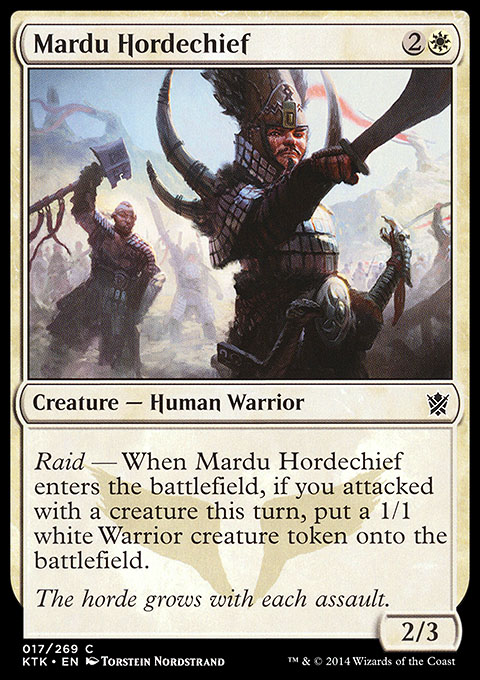 Mardu Hordechief 2
Creature — Human Warrior
Raid — When Mardu Hordechief
enters the battlefield, if you attacked
with a creature this turn, put a 1/1
white Warrior creature token onto the
battlefield.
The horde grows with each assault.
2/3
017/269 C
KTK • EN Torstein Nordstrand
™ & © 2014 Wizards of the Coast